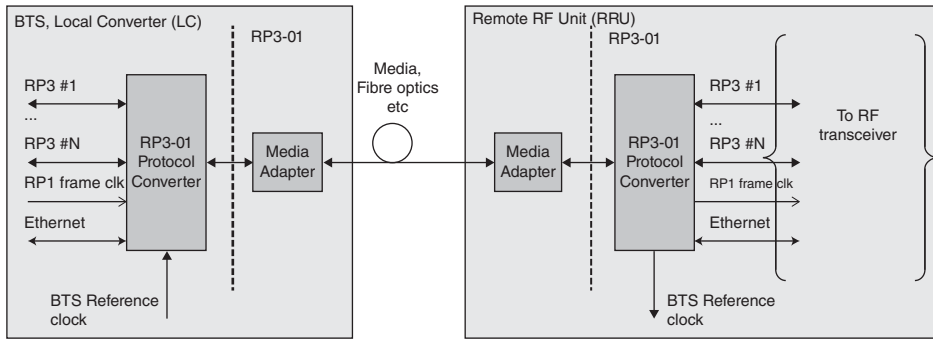 BTS, Local Converter (LC)
RP3-01
RP3 #1
...
RP3 #N
RP1 frame clk
Ethernet
RP3-01
Protocol
Converter
Media
Adapter
BTS Reference
clock
Media,
Fibre optics
etc
Remote RF Unit (RRU)
RP3-01
Media
Adapter
RP3-01
Protocol
Converter
RP3 #1
...
RP3 #N
RP1 frame clk
Ethernet
To RF
transceiver
BTS Reference
clock